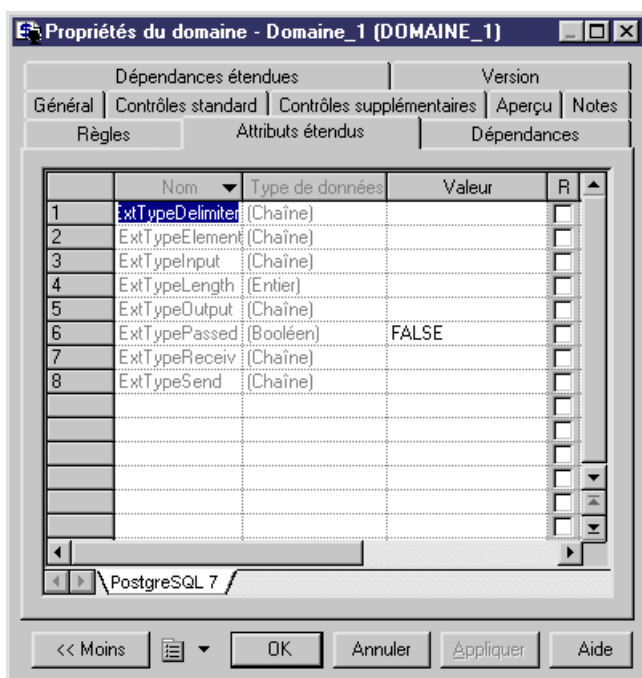 Propriétés du domaine - Domaine_1 (DOMAINE_1)
Dépendances étendues Version
Général Contrôles standard Contrôles supplémentaires Aperçu Notes
Règles Attributs étendus Dépendances
Nom Type de données Valeur R
1 ExtTypeDelimiter (Chaîne)
2 ExtTypeElement (Chaîne)
3 ExtTypeInput (Chaîne)
4 ExtTypeLength (Entier)
5 ExtTypeOutput (Chaîne)
6 ExtTypePassed (Booléen) FALSE
7 ExtTypeReceiv (Chaîne)
8 ExtTypeSend (Chaîne)
PostgreSQL 7
<< Moins OK Annuler Appliquer Aide